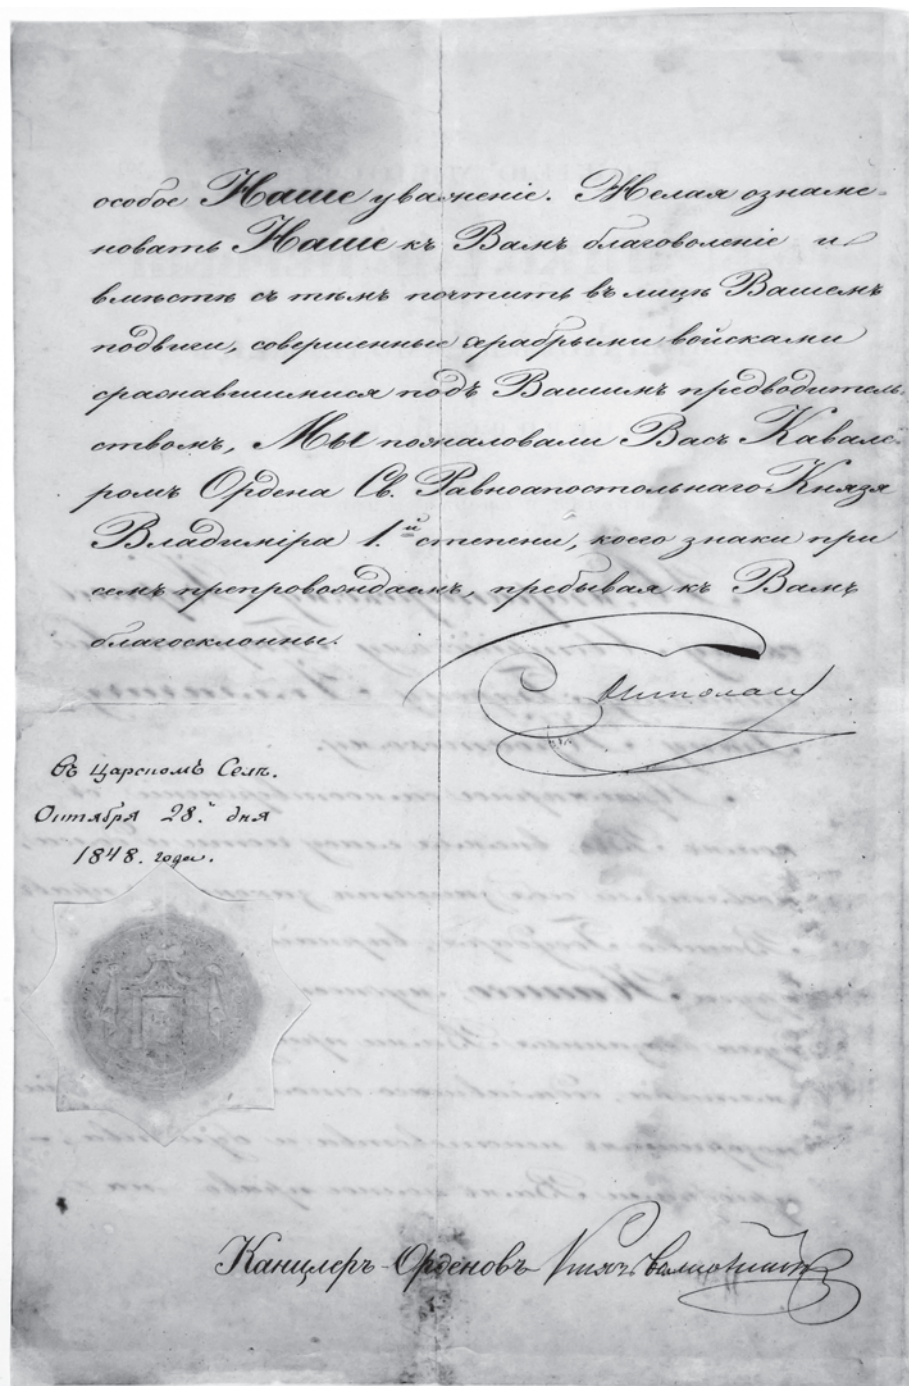 особое Наше уваженіе. Желая ознаме-
новать Наше къ Вамъ благоволеніе и
вмѣстѣ съ тѣмъ почтить въ лицѣ Вашемъ
подвиги, совершенные храбрыми войсками
сражавшимися подъ Вашимъ предводитель-
ствомъ, Мы пожаловали Васъ Кавале-
ромъ Ордена Св. Равноапостольнаго Князя
Владиміра 1.й степени, коего знаки при
семъ препровождаемъ, пребывая къ Вамъ
благосклонны.
Николай
Въ Царскомъ Селѣ.
Октября 28.го дня
1848. года.
Канцлеръ Орденовъ Князь Волконскій